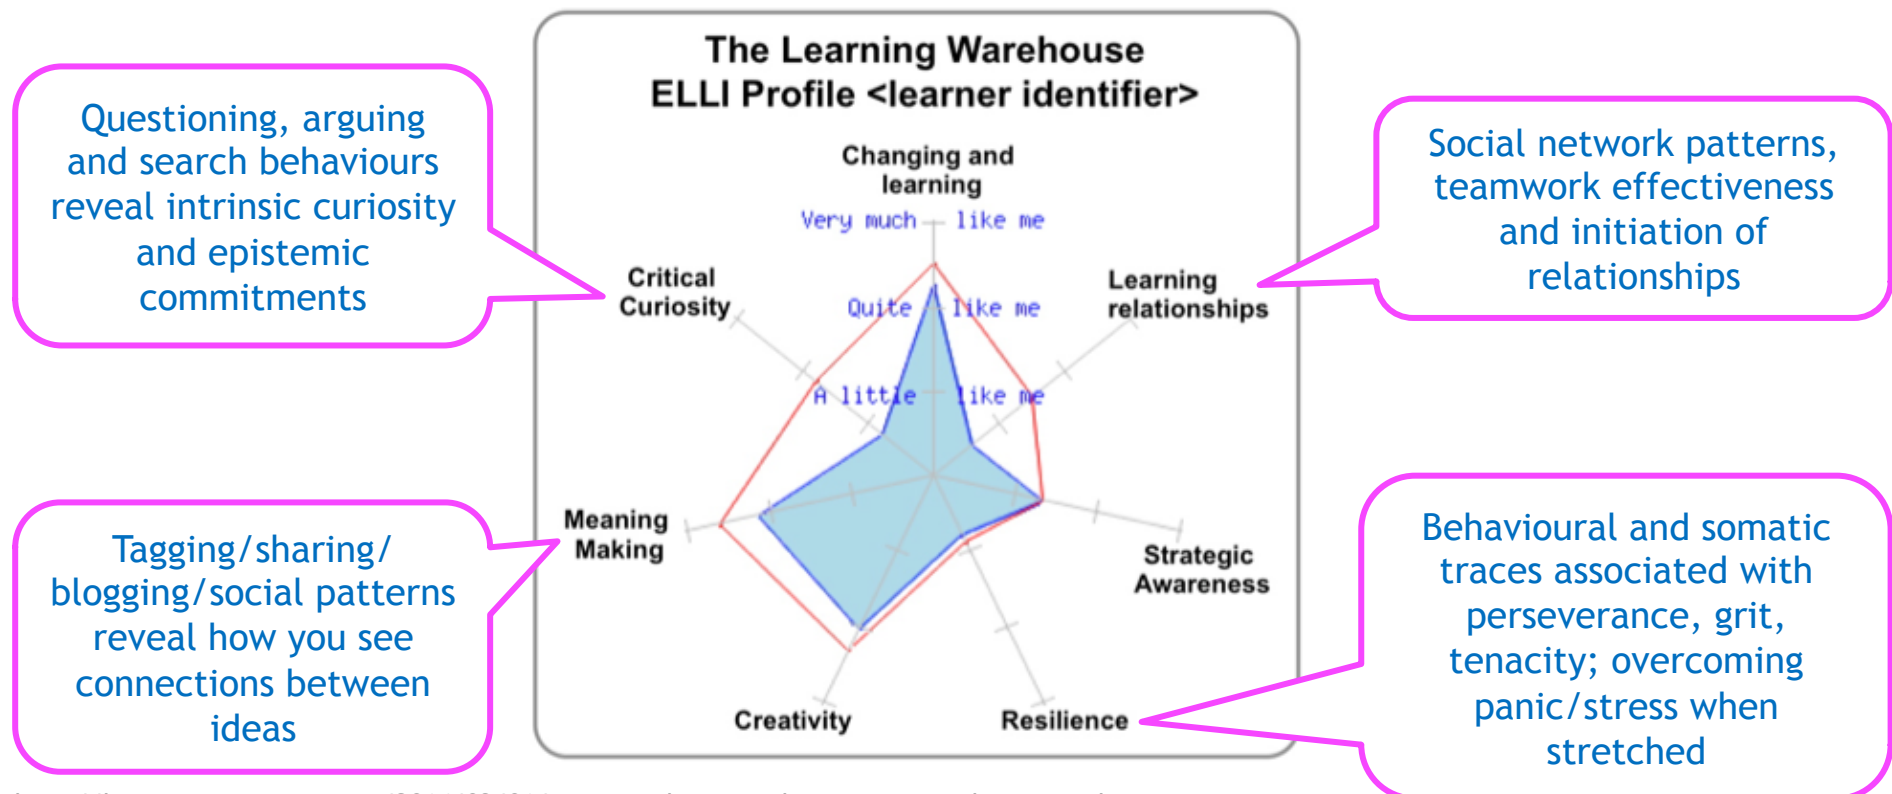 The Learning Warehouse
ELLI Profile <learner identifier>
Questioning, arguing
and search behaviours
reveal intrinsic curiosity
and epistemic
commitments
Social network patterns,
teamwork effectiveness
and initiation of
relationships
Changing and
learning
Very much like me
Quite like me
A little like me
Critical
Curiosity
Learning
relationships
Meaning
Making
Strategic
Awareness
Creativity
Resilience
Tagging/sharing/
blogging/social patterns
reveal how you see
connections between
ideas
Behavioural and somatic
traces associated with
perseverance, grit,
tenacity; overcoming
panic/stress when
stretched